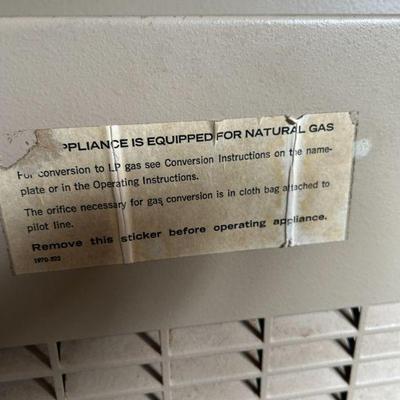 PPLIANCE IS EQUIPPED FOR NATURAL GAS
For conversion to LP gas see Conversion Instructions on the name-
plate or in the Operating Instructions.
The orifice necessary for gas conversion is in cloth bag attached to
pilot line.
Remove this sticker before operating appliance.